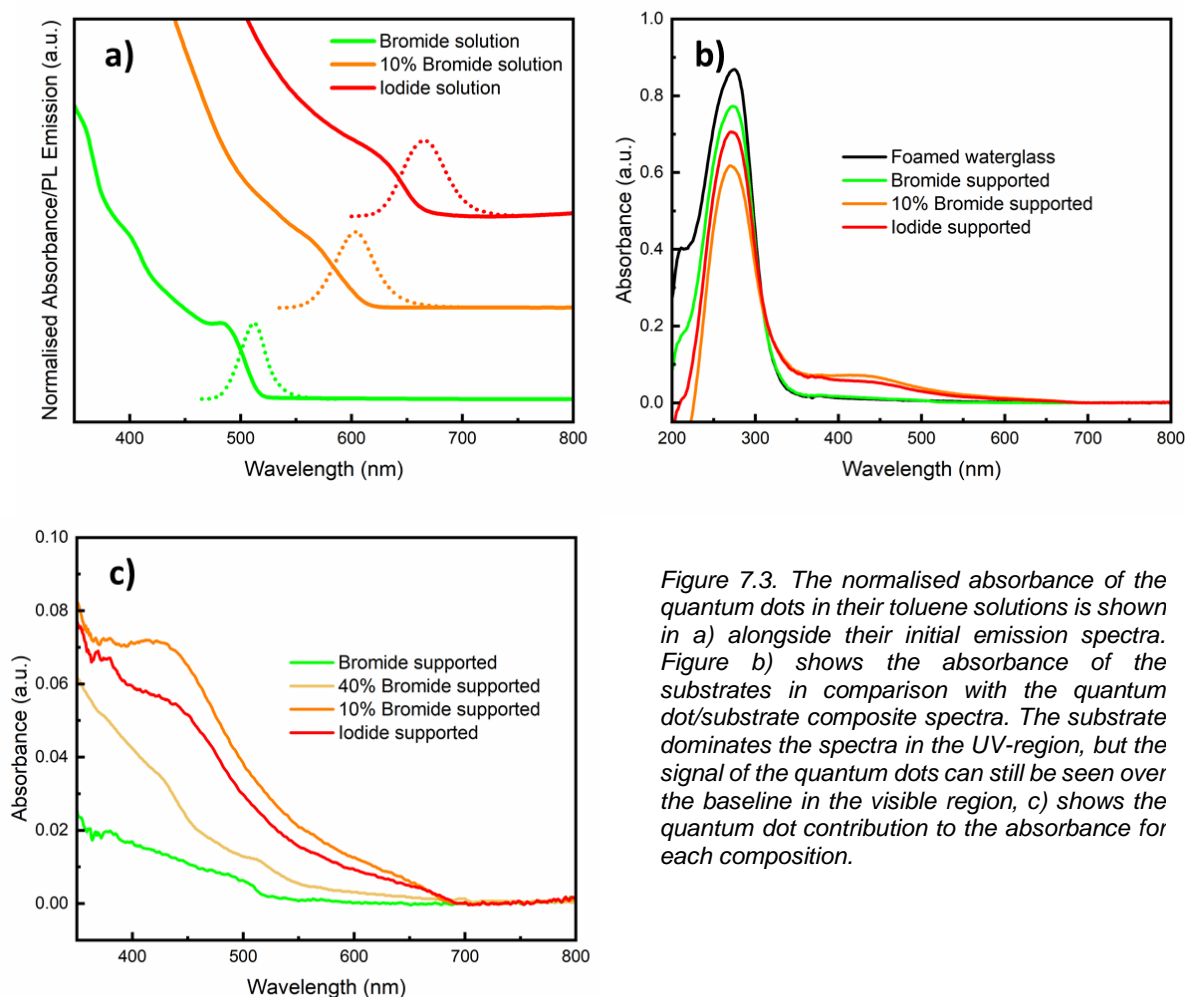 a)
Bromide solution
10% Bromide solution
Iodide solution
Normalised Absorbance/PL Emission (a.u.)
400
500
600
700
800
Wavelength (nm)
b)
Foamed waterglass
Bromide supported
10% Bromide supported
Iodide supported
Absorbance (a.u.)
1.0
0.8
0.6
0.4
0.2
0.0
200
300
400
500
600
700
800
Wavelength (nm)
c)
Bromide supported
40% Bromide supported
10% Bromide supported
Iodide supported
Absorbance (a.u.)
0.10
0.08
0.06
0.04
0.02
0.00
400
500
600
700
800
Wavelength (nm)
Figure 7.3. The normalised absorbance of the
quantum dots in their toluene solutions is shown
in a) alongside their initial emission spectra.
Figure b) shows the absorbance of the
substrates in comparison with the quantum
dot/substrate composite spectra. The substrate
dominates the spectra in the UV-region, but the
signal of the quantum dots can still be seen over
the baseline in the visible region, c) shows the
quantum dot contribution to the absorbance for
each composition.